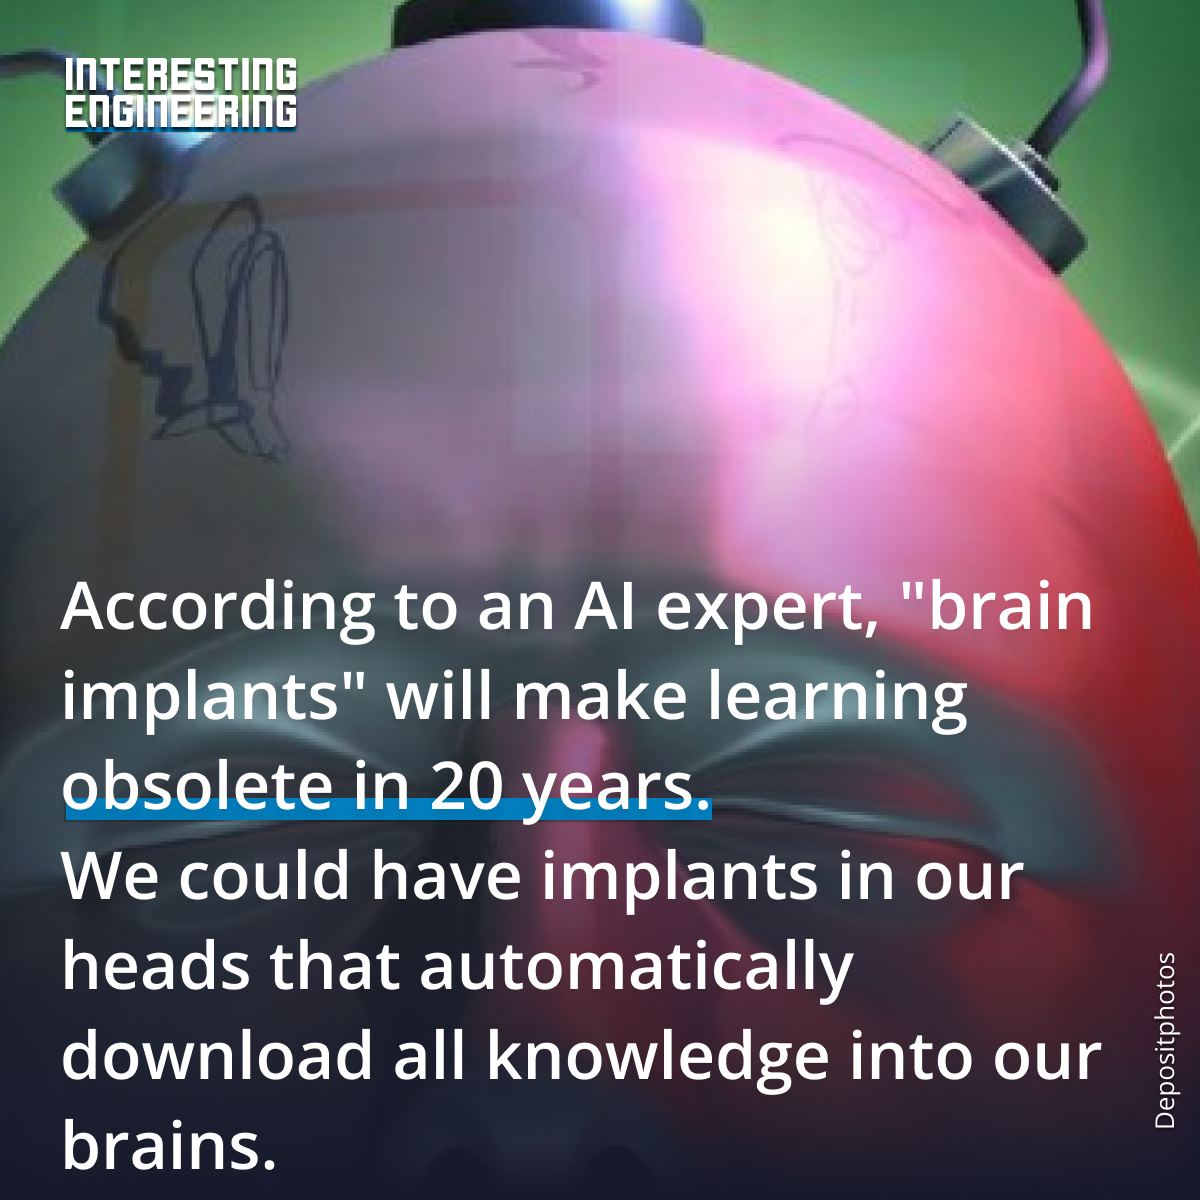 INTERESTING
ENGINEERING
According to an AI expert, "brain
implants" will make learning
obsolete in 20 years.
We could have implants in our
heads that automatically
download all knowledge into our
brains.
Depositphotos